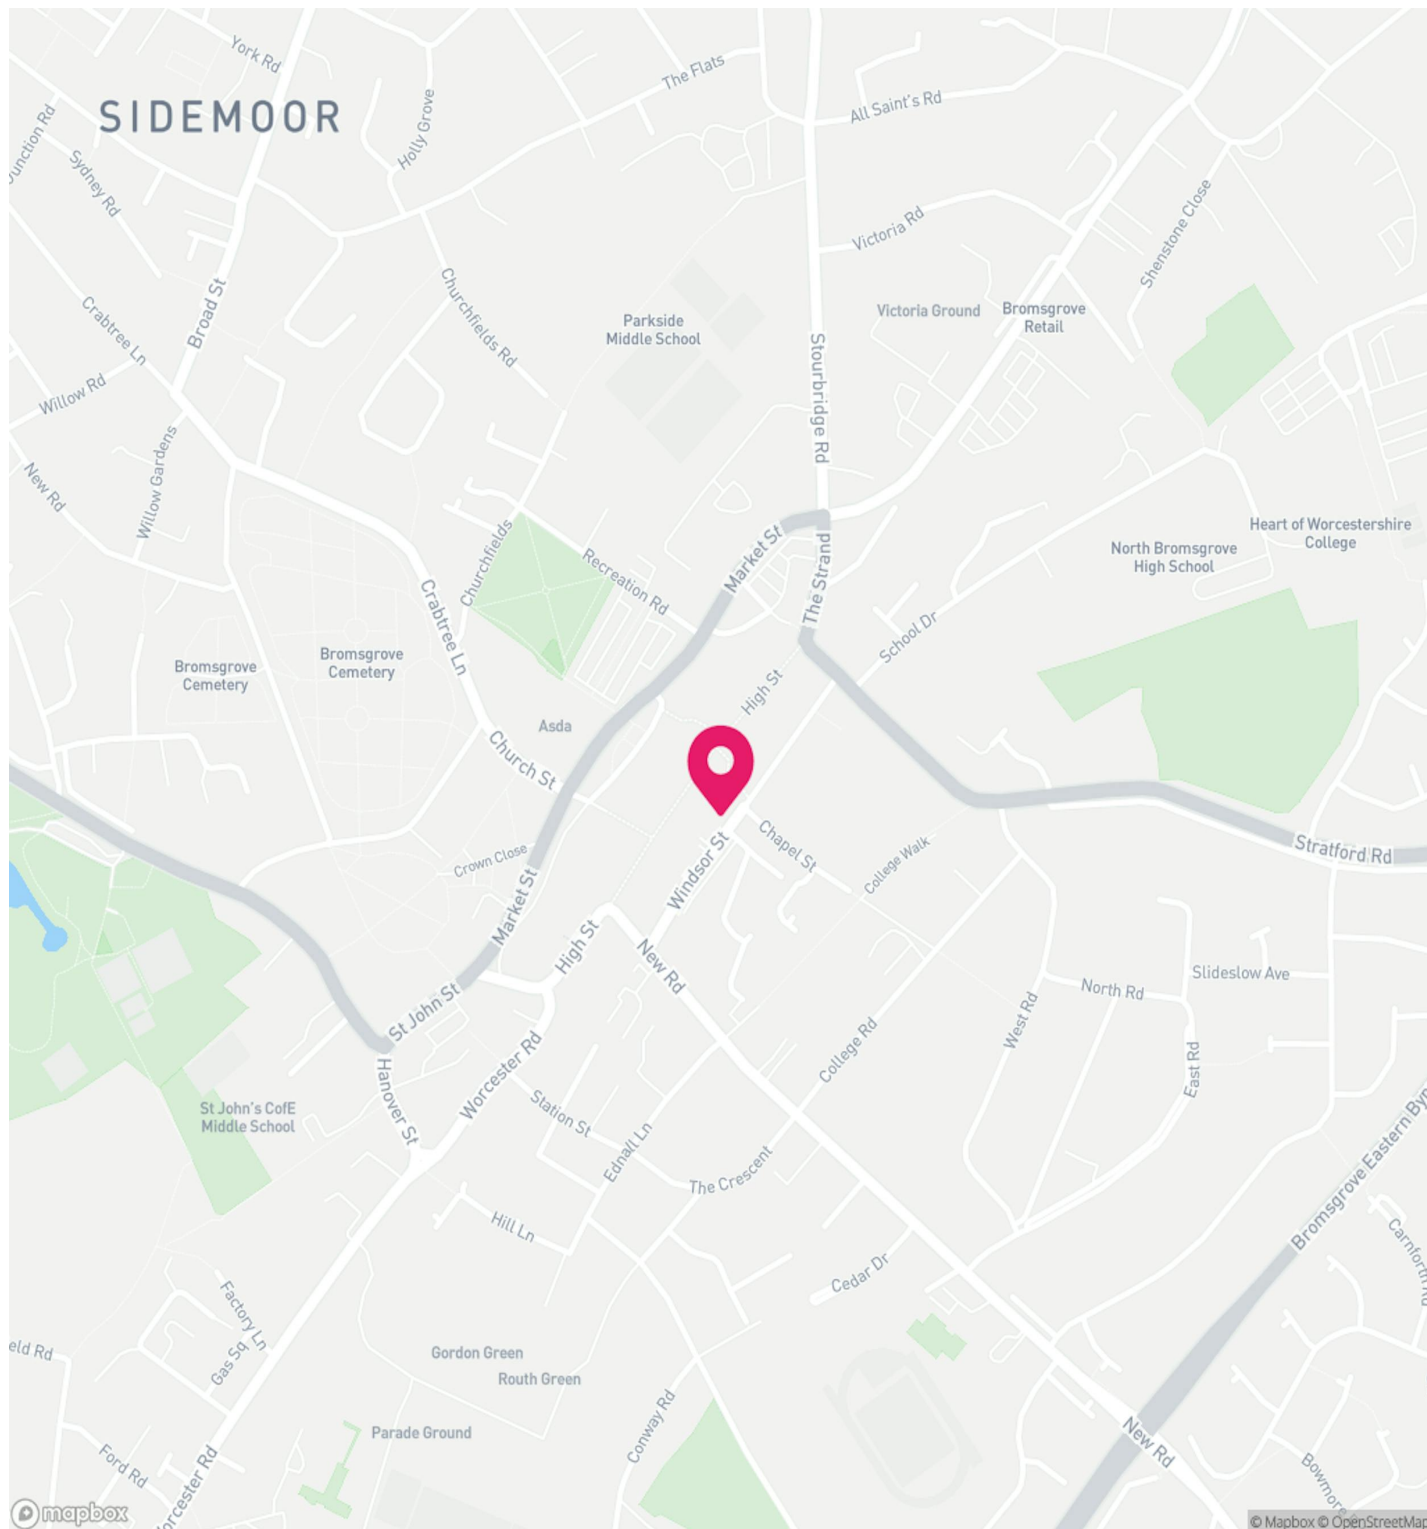 York Rd
The Flats
SIDEMOOR
All Saint's Rd
Holly Grove
Junction Rd
Sydney Rd
Victoria Rd
Shenstone Close
Broad St
Churchfields Rd
Crabtree Ln
Victoria Ground
Bromsgrove
Retail
Parkside
Middle School
Stourbridge Rd
Willow Rd
Willow Gardens
New Rd
Market St
The Strand
Heart of Worcestershire
College
North Bromsgrove
High School
Churchfields
Recreation Rd
Crabtree Ln
School Dr
Bromsgrove
Cemetery
Bromsgrove
Cemetery
High St
Asda
Church St
Chapel St
College Walk
Stratford Rd
Crown Close
Windsor St
Market St
High St
New Rd
Slideslow Ave
North Rd
St John St
West Rd
College Rd
Worcester Rd
East Rd
Hanover St
St John's CofE
Middle School
Station St
Ednall Ln
The Crescent
Bromsgrove Eastern Byp
Hill Ln
Cedar Dr
Carnforth Rd
Factory Ln
eld Rd
Gas Sq
Gordon Green
Routh Green
Conway Rd
Parade Ground
New Rd
Ford Rd
orcester Rd
Bowmore
mapbox
© Mapbox © OpenStreetMap